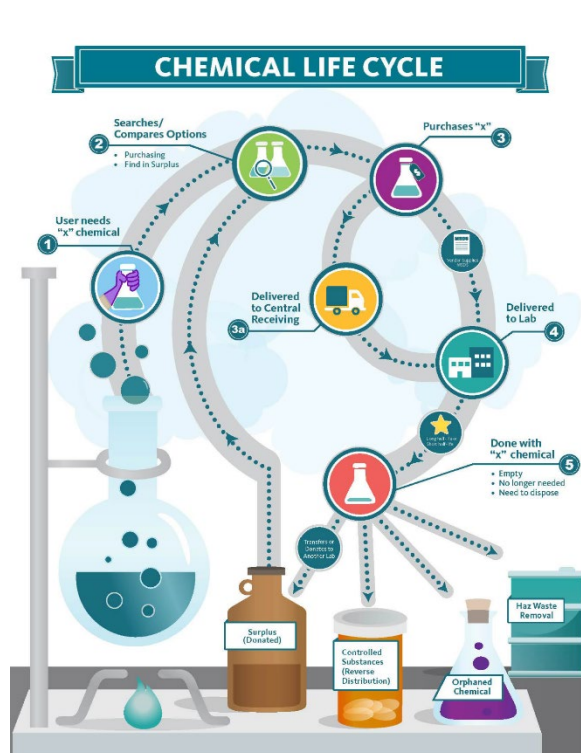 CHEMICAL LIFE CYCLE
Searches/
Compares Options
2
• Purchasing
• Find in Surplus
Purchases “x”
3
User needs
“x” chemical
1
Delivered
to Central
Receiving
3a
Delivered
to Lab
4
Done with
“x” chemical
5
• Empty
• No longer needed
• Need to dispose
Transfers or
Donates to
Another Lab
Surplus
(Donated)
Controlled
Substances
(Reverse
Distribution)
Orphaned
Chemical
Haz Waste
Removal